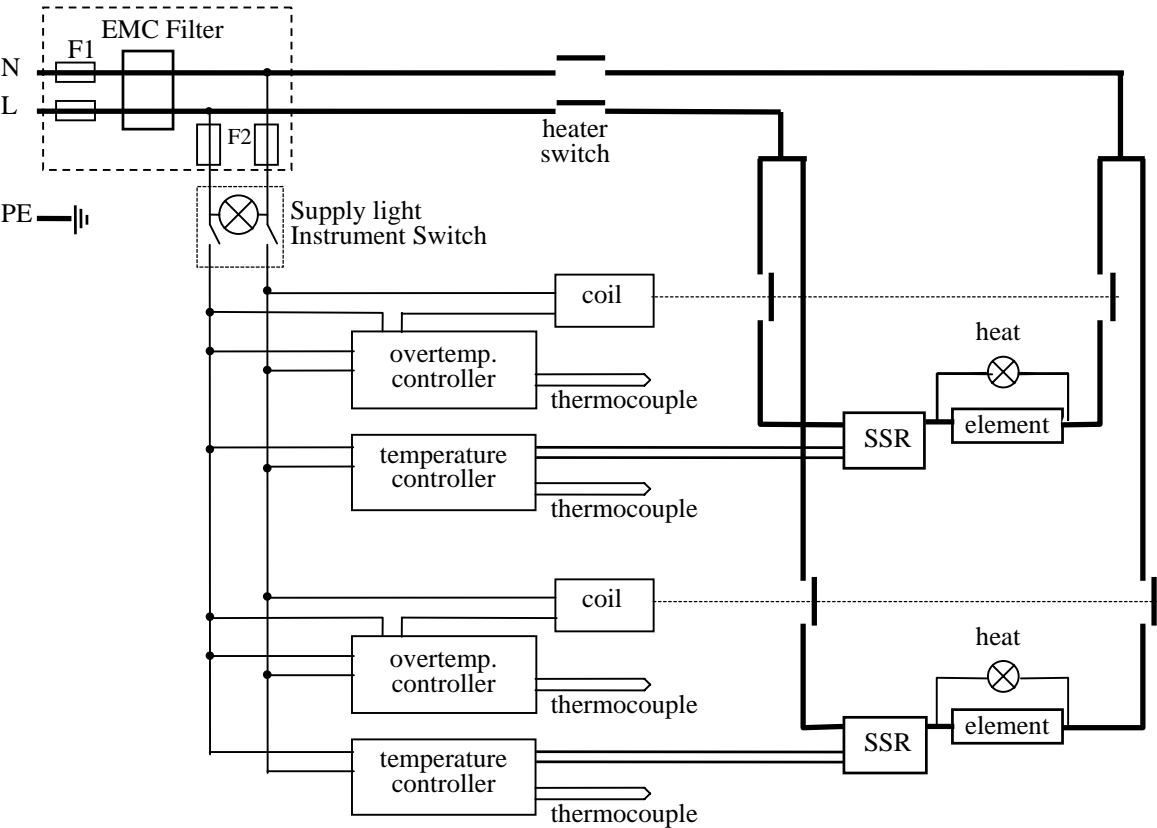 EMC Filter
F1
N
L
F2
heater
switch
PE
Supply light
Instrument Switch
coil
heat
overtemp.
controller
thermocouple
element
SSR
temperature
controller
thermocouple
coil
heat
overtemp.
controller
thermocouple
element
SSR
temperature
controller
thermocouple